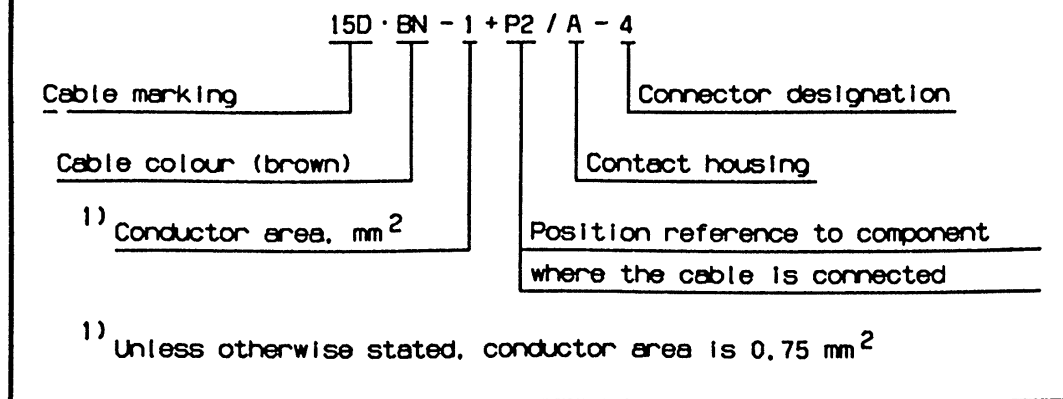 15D · BN - 1 + P2 / A - 4
Cable marking
Connector designation
Cable colour (brown)
Contact housing
1) Conductor area, mm2
Position reference to component
where the cable is connected
1) Unless otherwise stated, conductor area is 0,75 mm2